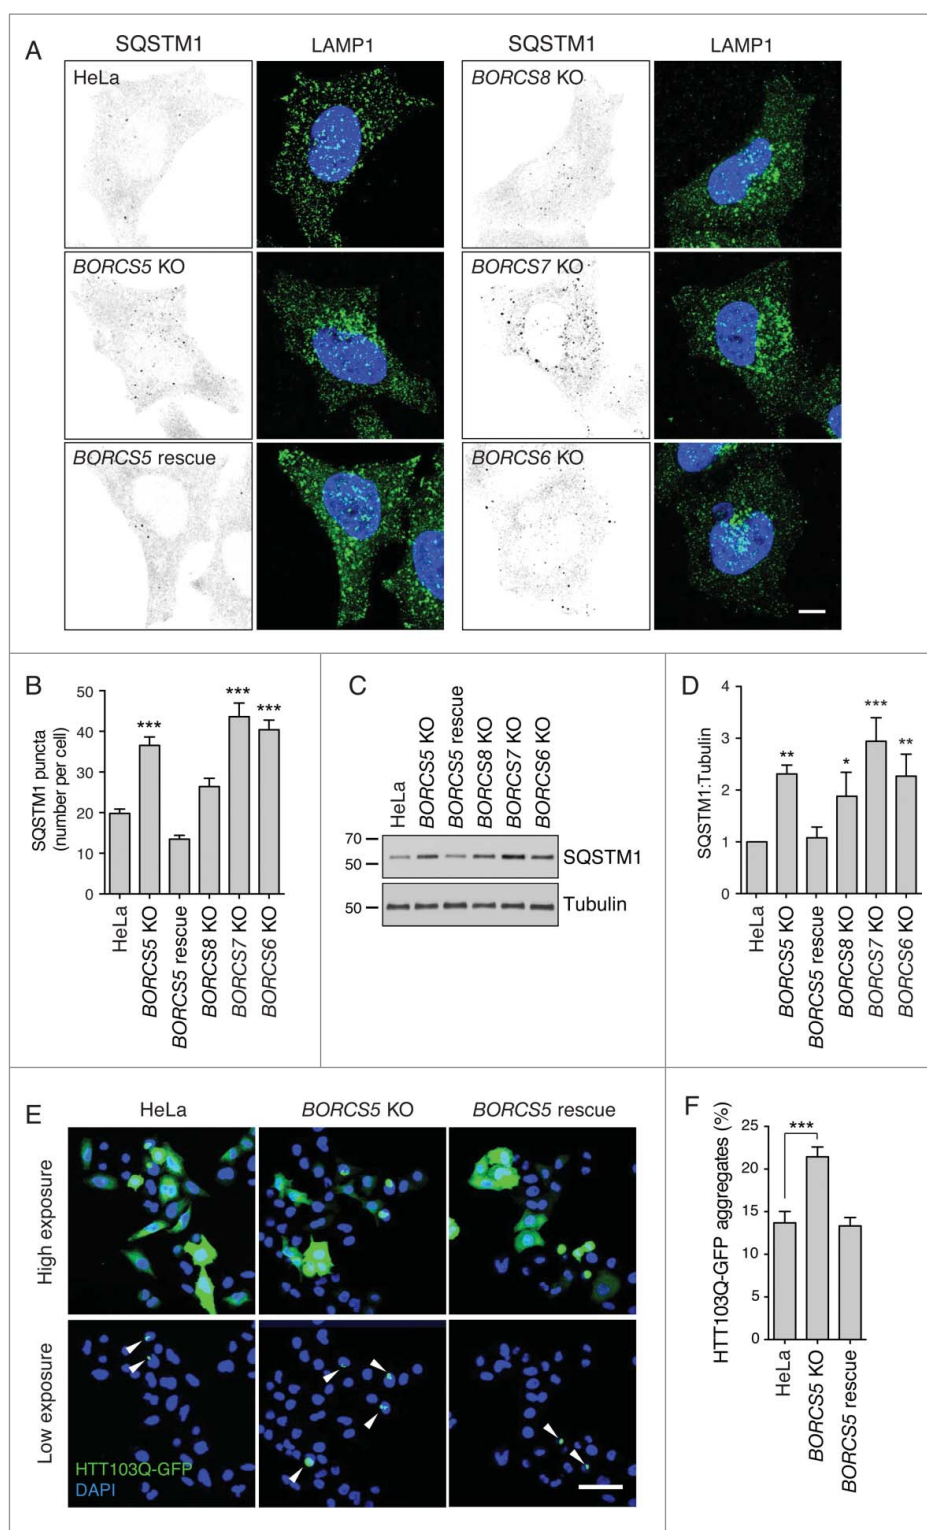 A
SQSTM1
LAMP1
SQSTM1
LAMP1
HeLa
BORCS8 KO
BORCS5 KO
BORCS7 KO
BORCS5 rescue
BORCS6 KO
B
SQSTM1 puncta
(number per cell)
50
40
30
20
10
0
***
***
***
HeLa
BORCS5 KO
BORCS5 rescue
BORCS8 KO
BORCS7 KO
BORCS6 KO
C
HeLa
BORCS5 KO
BORCS5 rescue
BORCS8 KO
BORCS7 KO
BORCS6 KO
70
50
SQSTM1
50
Tubulin
D
SQSTM1:Tubulin
4
3
2
1
0
**
*
***
**
HeLa
BORCS5 KO
BORCS5 rescue
BORCS8 KO
BORCS7 KO
BORCS6 KO
E
HeLa
BORCS5 KO
BORCS5 rescue
High exposure
Low exposure
HTT103Q-GFP
DAPI
F
HTT103Q-GFP aggregates (%)
25
20
15
10
5
0
***
HeLa
BORCS5 KO
BORCS5 rescue